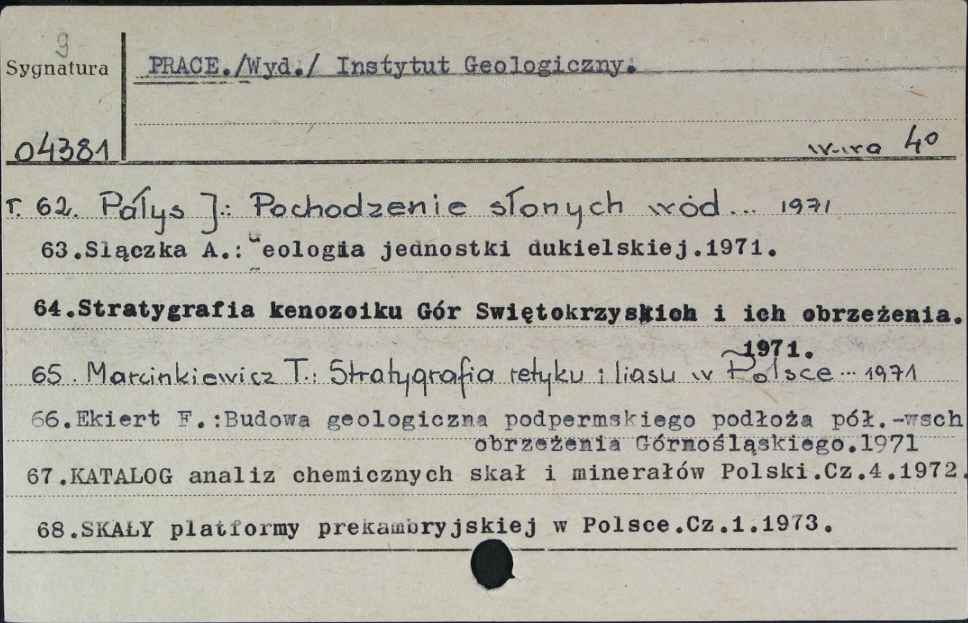 9
Sygnatura
PRACE./Wyd./ Instytut Geologiczny.
04381
w-wa 40
T. 62. Pałys J.: Pochodzenie słonych wód... 1971
63.Slączka A.: Geologia jednostki dukielskiej.1971.
64.Stratygrafia kenozoiku Gór Swiętokrzyskich i ich obrzeżenia.
1971.
65. Marcinkiewicz T.: Stratygrafia retyku i liasu w Polsce... 1971
66.Ekiert F.:Budowa geologiczna podpermskiego podłoża pół.-wsch
obrzeżenia Górnośląskiego.1971
67.KATALOG analiz chemicznych skał i minerałów Polski.Cz.4.1972.
68.SKAŁY platformy prekambryjskiej w Polsce.Cz.1.1973.